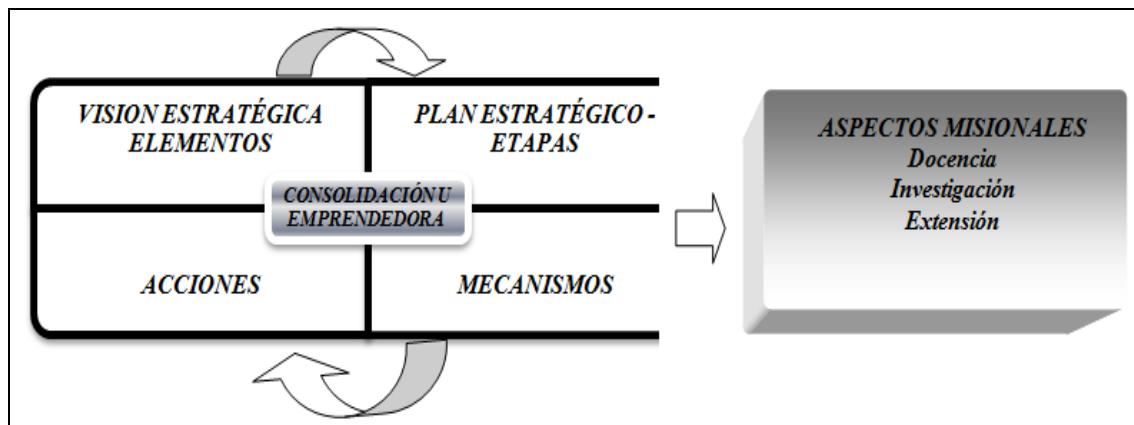 VISION ESTRATÉGICA
ELEMENTOS
PLAN ESTRATÉGICO -
ETAPAS
CONSOLIDACIÓN U
EMPRENDEDORA
ACCIONES
MECANISMOS
ASPECTOS MISIONALES
Docencia
Investigación
Extensión